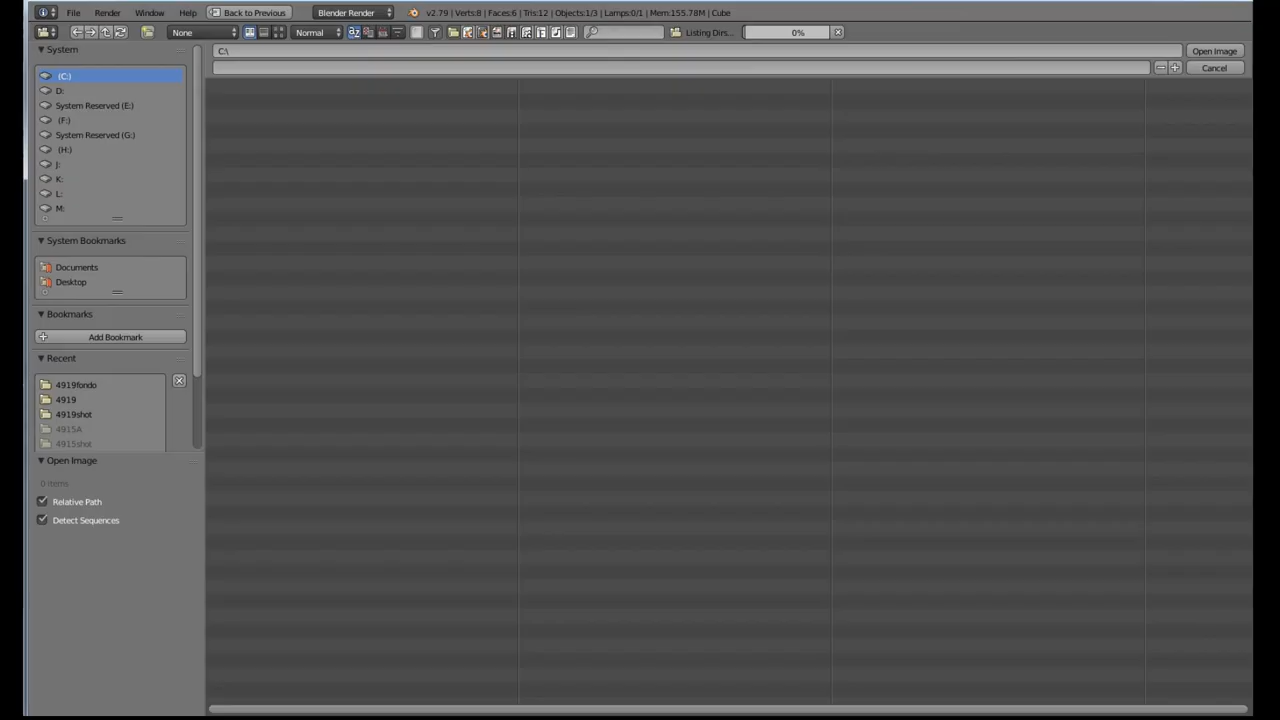 File Render Window Help Back to Previous Blender Render v2.79 | Verts:8 | Faces:6 | Tris:12 | Objects:1/3 | Lamps:0/1 | Mem:155.78M | Cube
None Normal Listing Dirs... 0%
System
C:\ Open Image
Cancel
(C:)
D:
System Reserved (E:)
(F:)
System Reserved (G:)
(H:)
J:
K:
L:
M:
System Bookmarks
Documents
Desktop
Bookmarks
Add Bookmark
Recent
4919fondo
4919
4919shot
4915A
4915shot
Open Image
0 items
Relative Path
Detect Sequences